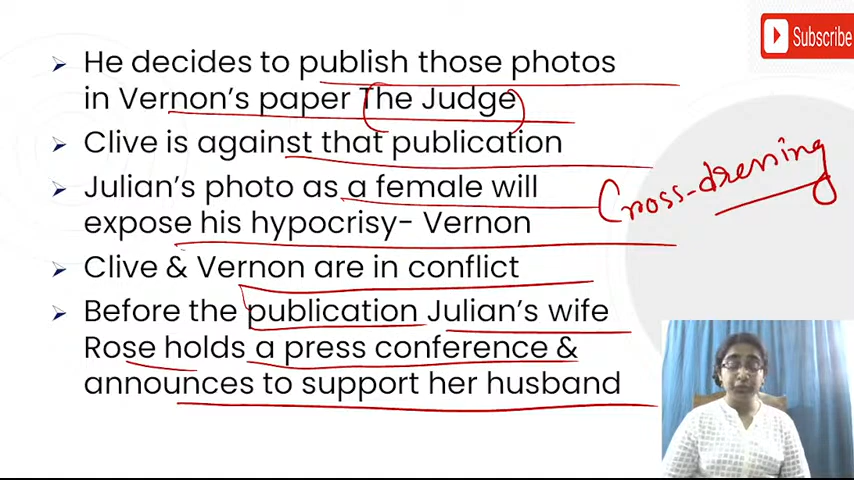 Subscribe
He decides to publish those photos
in Vernon's paper The Judge
Clive is against that publication
Julian's photo as a female will
expose his hypocrisy- Vernon
Cross-dressing
Clive & Vernon are in conflict
Before the publication Julian's wife
Rose holds a press conference &
announces to support her husband